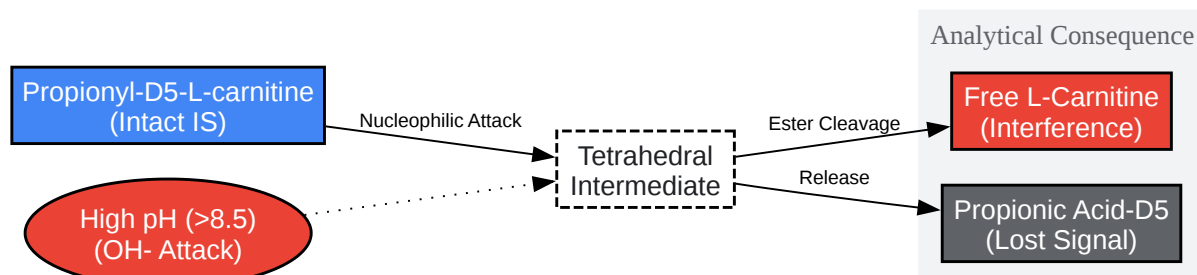 Analytical Consequence
Propionyl-D5-L-carnitine
(Intact IS)
Nucleophilic Attack
High pH (>8.5)
(OH- Attack)
Tetrahedral
Intermediate
Ester Cleavage
Release
Free L-Carnitine
(Interference)
Propionic Acid-D5
(Lost Signal)